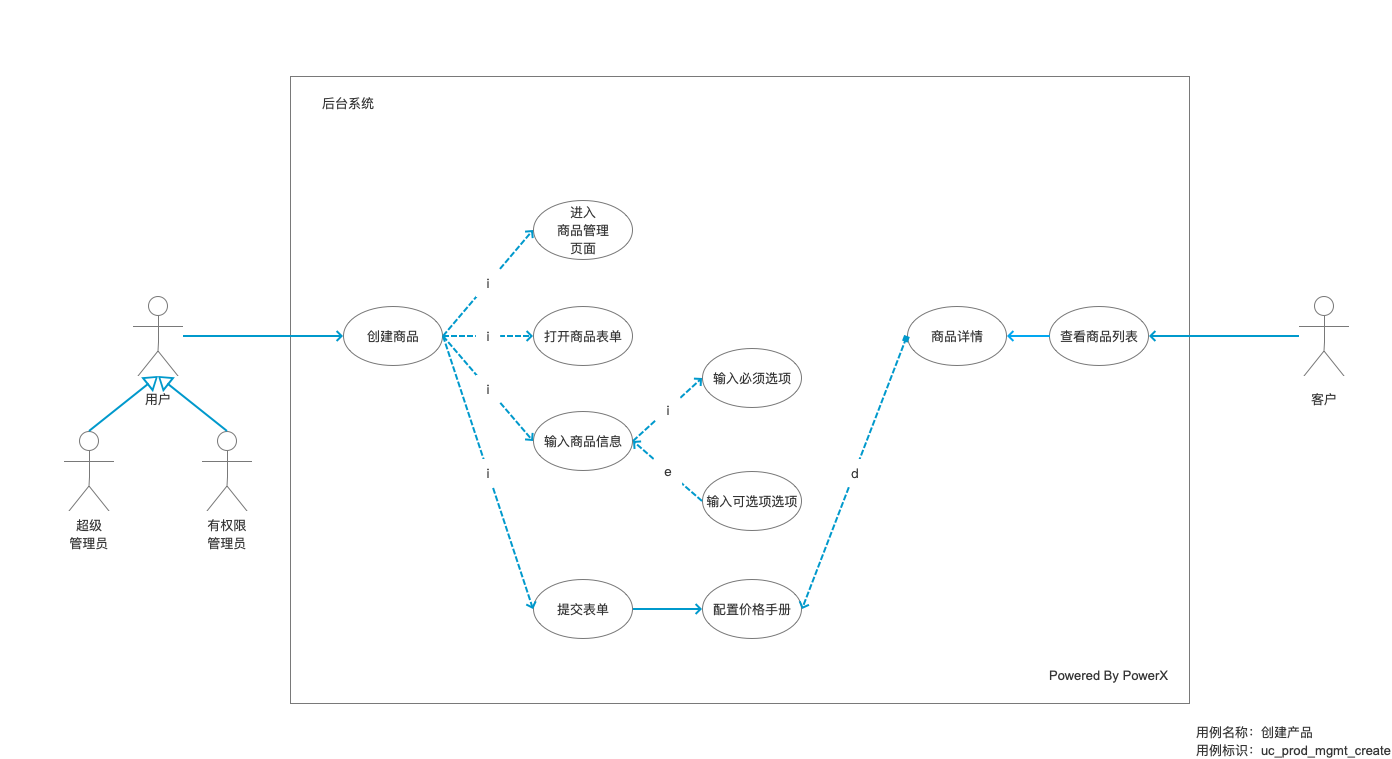 后台系统
进入
商品管理
页面
i
创建商品
i
打开商品表单
商品详情
查看商品列表
输入必须选项
i
i
用户
客户
输入商品信息
i
e
d
输入可选项选项
超级
管理员
有权限
管理员
提交表单
配置价格手册
Powered By PowerX
用例名称：创建产品
用例标识：uc_prod_mgmt_create